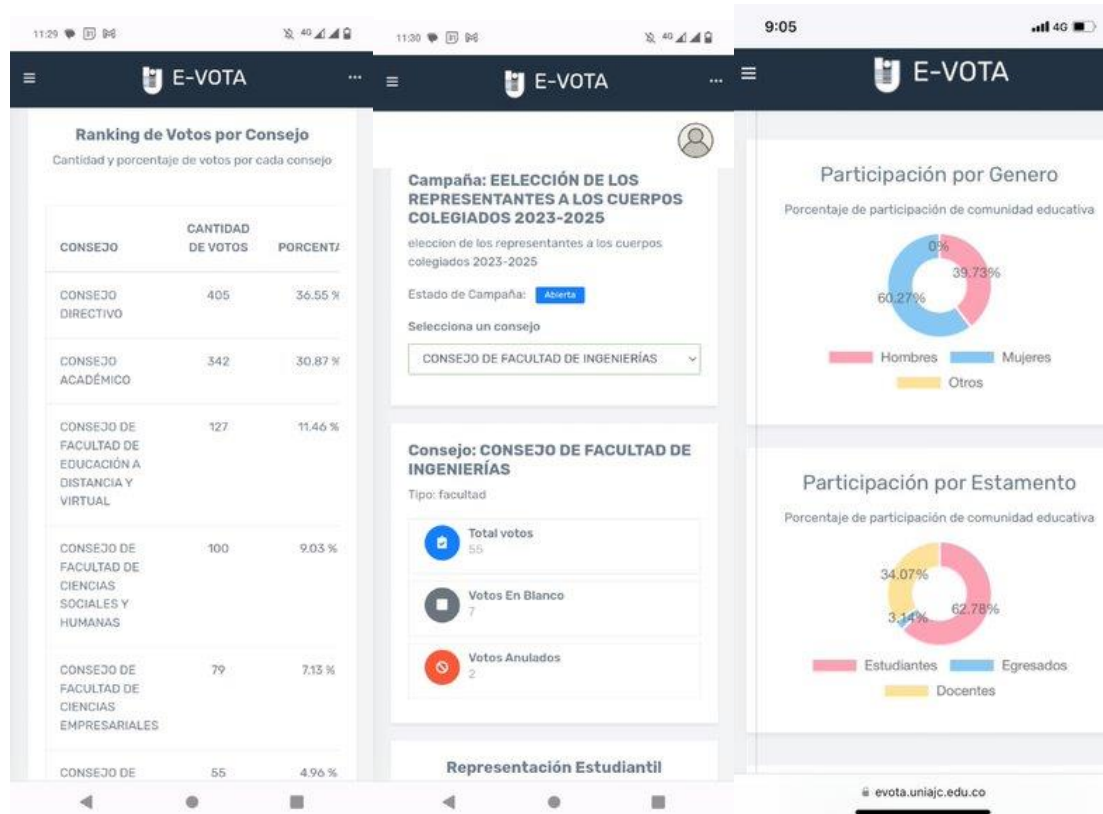 11:29
31
4G
E-VOTA
Ranking de Votos por Consejo
Cantidad y porcentaje de votos por cada consejo
CONSEJO
CANTIDAD
DE VOTOS
PORCENTA
CONSEJO
DIRECTIVO
405
36.55 %
CONSEJO
ACADÉMICO
342
30.87 %
CONSEJO DE
FACULTAD DE
EDUCACIÓN A
DISTANCIA Y
VIRTUAL
127
11.46 %
CONSEJO DE
FACULTAD DE
CIENCIAS
SOCIALES Y
HUMANAS
100
9.03 %
CONSEJO DE
FACULTAD DE
CIENCIAS
EMPRESARIALES
79
7.13 %
CONSEJO DE
55
4.96 %
11:30
31
4G
E-VOTA
Campaña: EELECCIÓN DE LOS
REPRESENTANTES A LOS CUERPOS
COLEGIADOS 2023-2025
eleccion de los representantes a los cuerpos
colegiados 2023-2025
Estado de Campaña: Abierta
Selecciona un consejo
CONSEJO DE FACULTAD DE INGENIERÍAS
Consejo: CONSEJO DE FACULTAD DE
INGENIERÍAS
Tipo: facultad
Total votos
55
Votos En Blanco
7
Votos Anulados
2
Representación Estudiantil
9:05
4G
E-VOTA
Participación por Genero
Porcentaje de participación de comunidad educativa
0%
39.73%
60.27%
Hombres Mujeres
Otros
Participación por Estamento
Porcentaje de participación de comunidad educativa
34.07%
3.14%
62.78%
Estudiantes Egresados
Docentes
evota.uniajc.edu.co